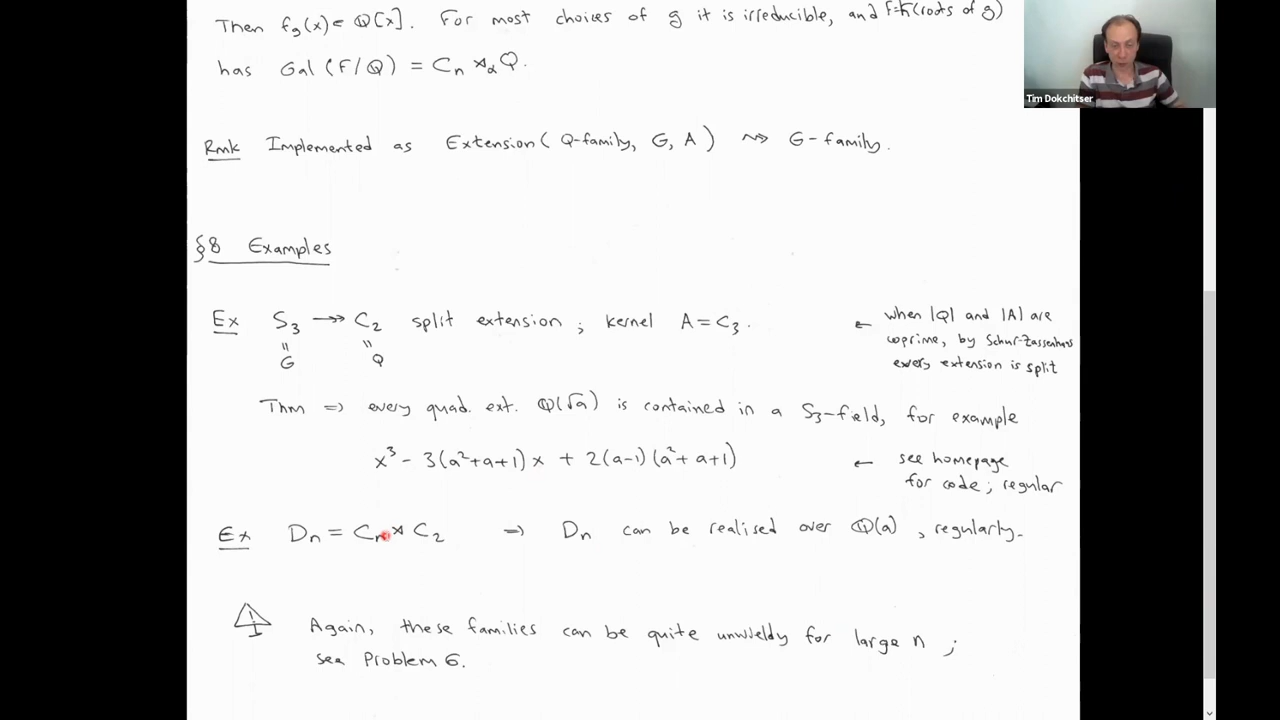 Then f_g(x) ∈ Q[x]. For most choices of g it is irreducible, and F=k(roots of g)
has Gal (F/Q) = C_n ⋊_α Q.
Tim Dokchitser
Rmk Implemented as Extension( Q-family, G, A ) ⇝ G-family.
§8 Examples
Ex S_3 ↠ C_2 split extension ; kernel A = C_3. ← when |Q| and |A| are
coprime, by Schur-Zassenhaus
every extension is split
G Q
Thm ⇒ every quad. ext. Q(√a) is contained in a S_3-field, for example
x^3 - 3(a^2+a+1)x + 2(a-1)(a^2+a+1) ← see homepage
for code; regular
Ex D_n = C_n ⋊ C_2 ⇒ D_n can be realised over Q(a), regularly.
! Again, these families can be quite unwieldy for large n ;
see Problem 6.